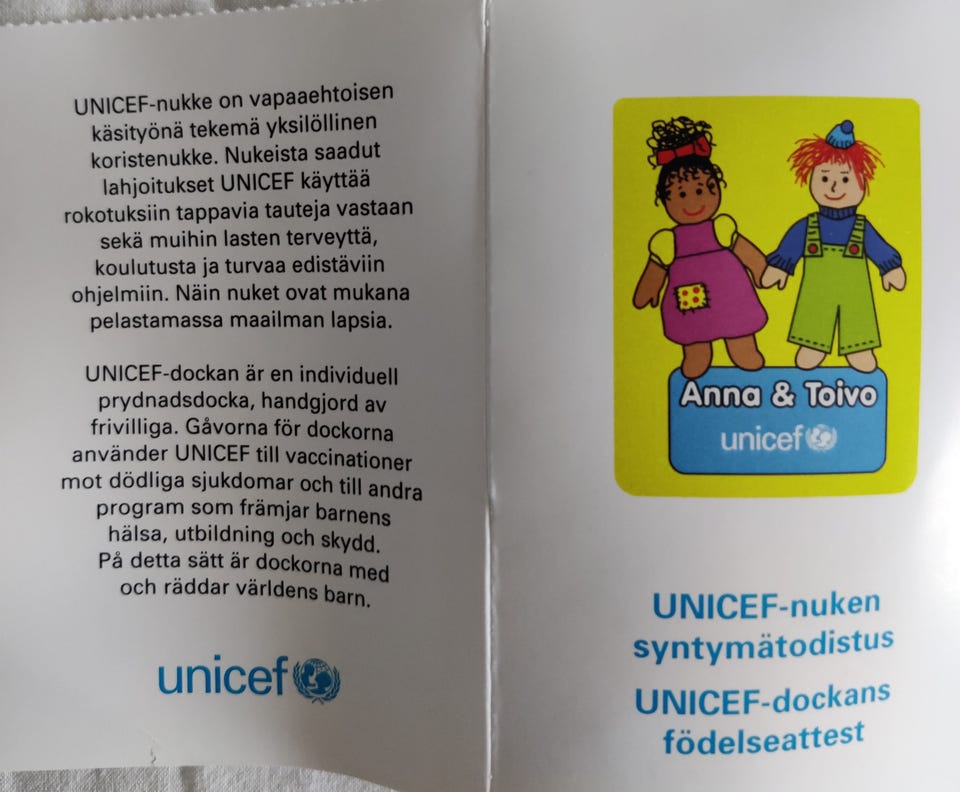 UNICEF-nukke on vapaaehtoisen
käsityönä tekemä yksilöllinen
koristenukke. Nukeista saadut
lahjoitukset UNICEF käyttää
rokotuksiin tappavia tauteja vastaan
sekä muihin lasten terveyttä,
koulutusta ja turvaa edistäviin
ohjelmiin. Näin nuket ovat mukana
pelastamassa maailman lapsia.
UNICEF-dockan är en individuell
prydnadsdocka, handgjord av
frivilliga. Gåvorna för dockorna
använder UNICEF till vaccinationer
mot dödliga sjukdomar och till andra
program som främjar barnens
hälsa, utbildning och skydd.
På detta sätt är dockorna med
och räddar världens barn.
unicef
Anna & Toivo
unicef
UNICEF-nuken
syntymätodistus
UNICEF-dockans
födelseattest